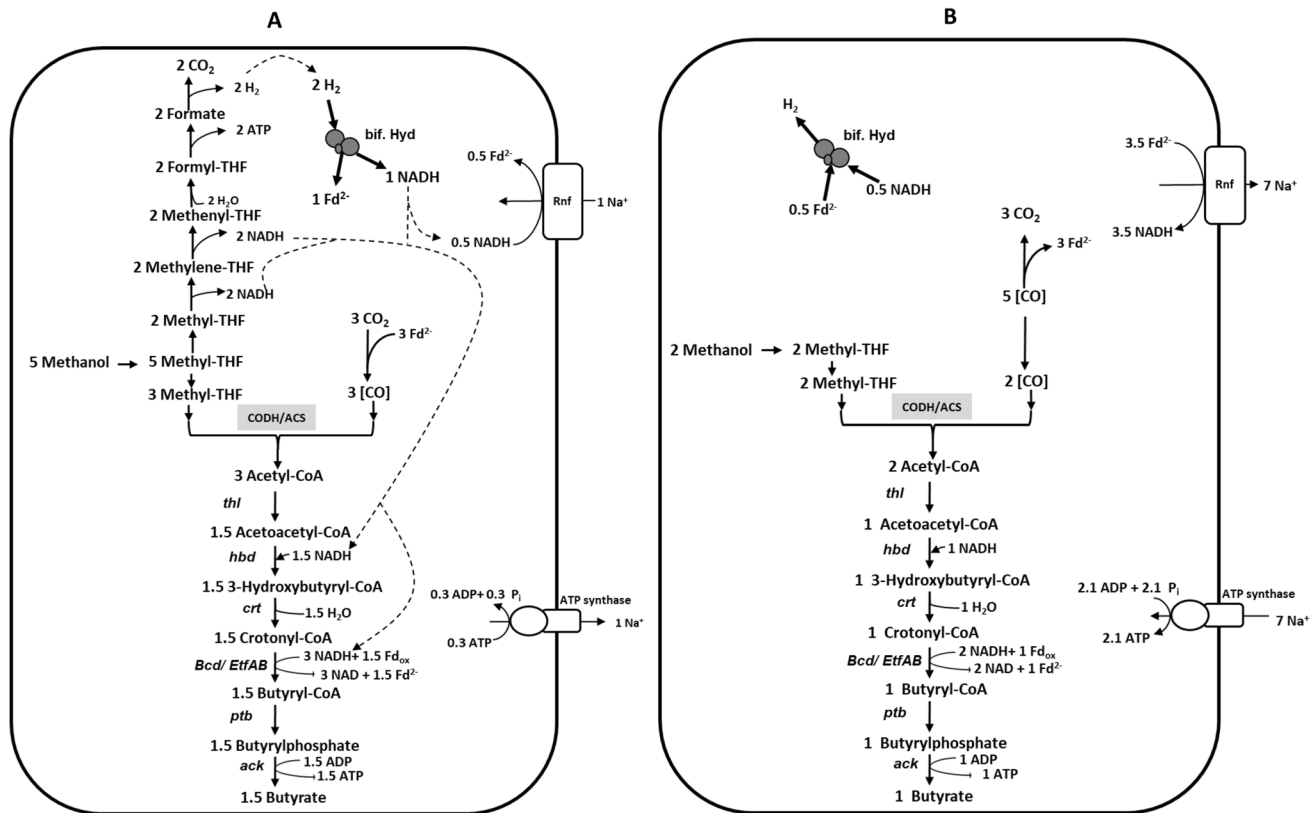 A
2 CO₂
2 H₂
2 H₂
2 Formate
bif. Hyd
2 ATP
2 Formyl-THF
1 NADH
1 Fd²⁻
2 H₂O
2 Methenyl-THF
2 NADH
2 Methylene-THF
2 NADH
2 Methyl-THF
5 Methanol
5 Methyl-THF
3 Methyl-THF
3 CO₂
3 Fd²⁻
3 [CO]
CODH/ACS
0.5 Fd²⁻
Rnf
1 Na⁺
0.5 NADH
3 Acetyl-CoA
thl
1.5 Acetoacetyl-CoA
hbd
1.5 NADH
1.5 3-Hydroxybutyryl-CoA
crt
1.5 H₂O
1.5 Crotonyl-CoA
Bcd/ EtfAB
3 NADH+ 1.5 Fdₒₓ
3 NAD + 1.5 Fd²⁻
1.5 Butyryl-CoA
ptb
1.5 Butyrylphosphate
ack
1.5 ADP
1.5 ATP
1.5 Butyrate
0.3 ADP+ 0.3 Pᵢ
ATP synthase
0.3 ATP
1 Na⁺
B
H₂
bif. Hyd
0.5 NADH
0.5 Fd²⁻
3.5 Fd²⁻
Rnf
7 Na⁺
3.5 NADH
3 CO₂
3 Fd²⁻
5 [CO]
2 [CO]
2 Methanol
2 Methyl-THF
2 Methyl-THF
CODH/ACS
2 Acetyl-CoA
thl
1 Acetoacetyl-CoA
hbd
1 NADH
1 3-Hydroxybutyryl-CoA
crt
1 H₂O
1 Crotonyl-CoA
Bcd/ EtfAB
2 NADH+ 1 Fdₒₓ
2 NAD + 1 Fd²⁻
1 Butyryl-CoA
ptb
1 Butyrylphosphate
ack
1 ADP
1 ATP
1 Butyrate
2.1 ADP + 2.1 Pᵢ
ATP synthase
2.1 ATP
7 Na⁺